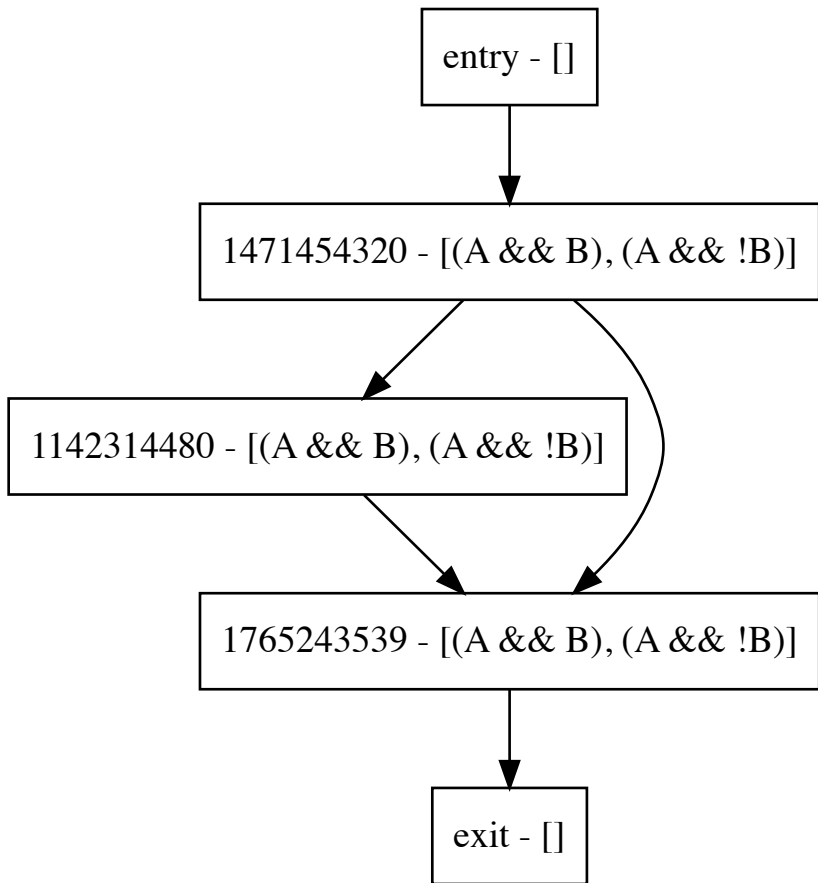 entry - []
1471454320 - [(A && B), (A && !B)]
1142314480 - [(A && B), (A && !B)]
1765243539 - [(A && B), (A && !B)]
exit - []